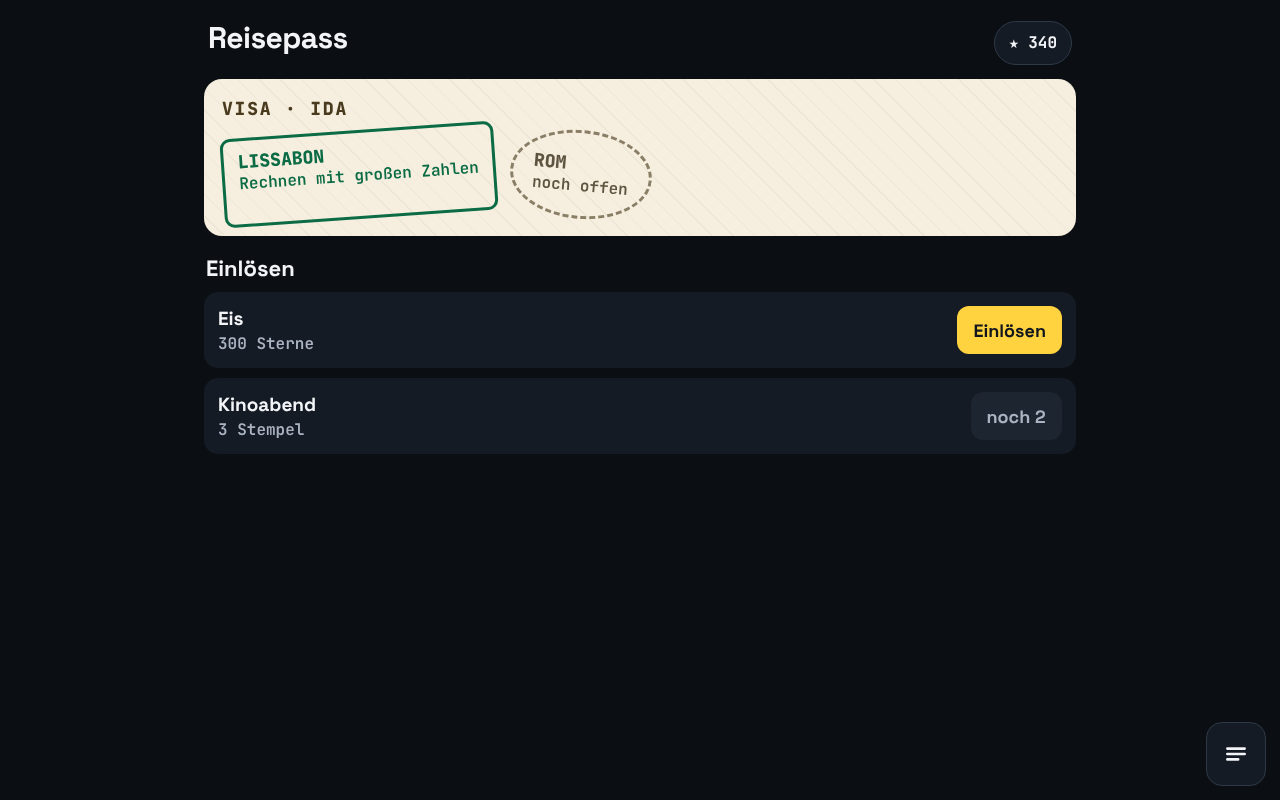 Reisepass
★ 340
VISA · IDA
LISSABON
Rechnen mit großen Zahlen
ROM
noch offen
Einlösen
Eis
300 Sterne
Einlösen
Kinoabend
3 Stempel
noch 2